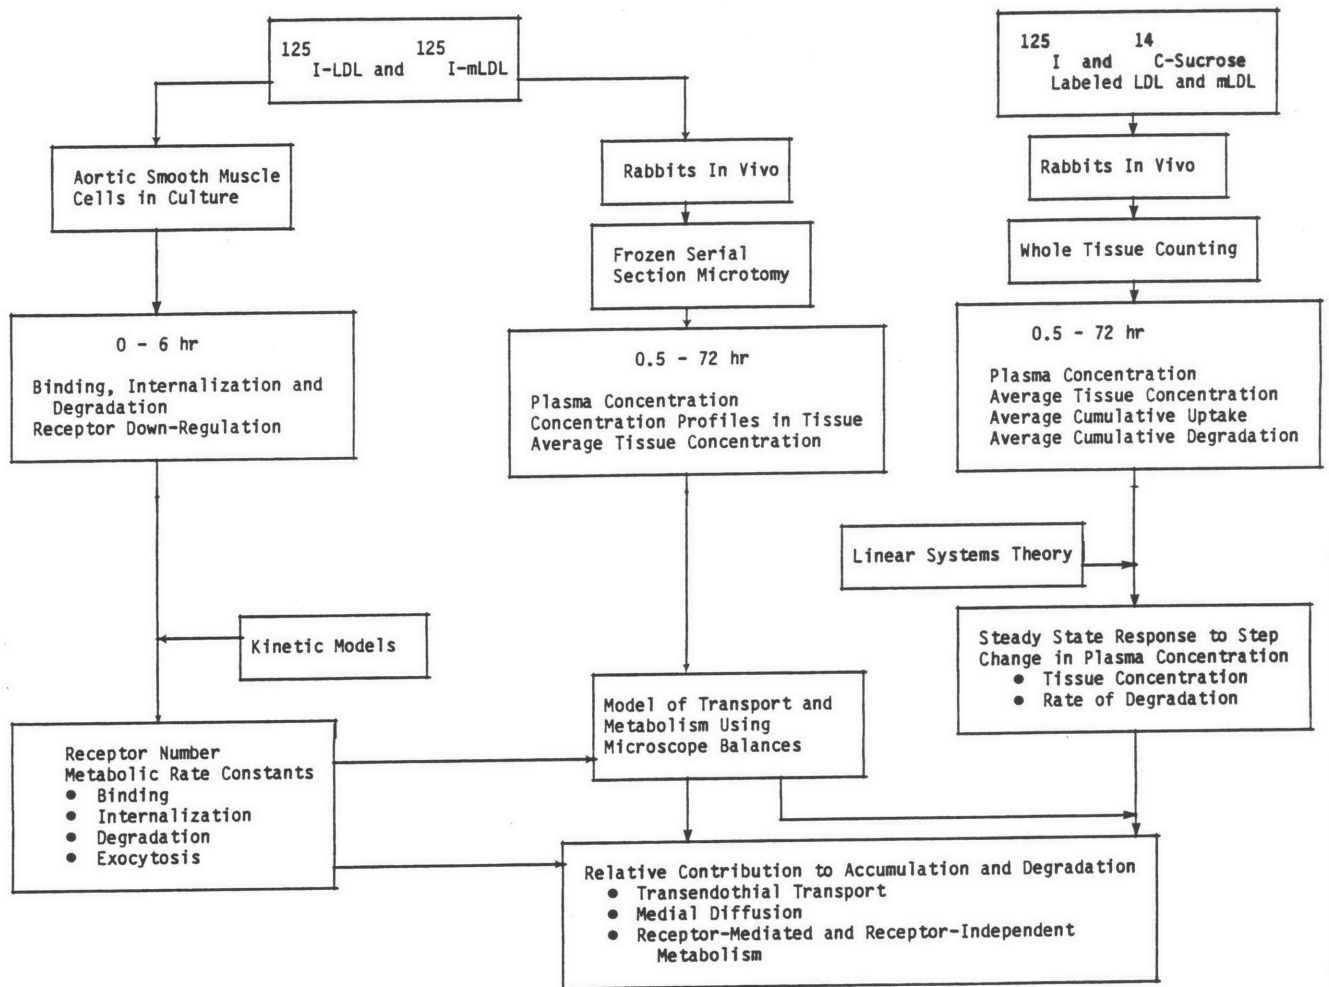 125 125
I-LDL and I-mLDL
125 14
I and C-Sucrose
Labeled LDL and mLDL
Aortic Smooth Muscle
Cells in Culture
Rabbits In Vivo
Rabbits In Vivo
Frozen Serial
Section Microtomy
Whole Tissue Counting
0 - 6 hr
Binding, Internalization and
Degradation
Receptor Down-Regulation
0.5 - 72 hr
Plasma Concentration
Concentration Profiles in Tissue
Average Tissue Concentration
0.5 - 72 hr
Plasma Concentration
Average Tissue Concentration
Average Cumulative Uptake
Average Cumulative Degradation
Linear Systems Theory
Kinetic Models
Steady State Response to Step
Change in Plasma Concentration
● Tissue Concentration
● Rate of Degradation
Model of Transport and
Metabolism Using
Microscope Balances
Receptor Number
Metabolic Rate Constants
● Binding
● Internalization
● Degradation
● Exocytosis
Relative Contribution to Accumulation and Degradation
● Transendothial Transport
● Medial Diffusion
● Receptor-Mediated and Receptor-Independent
Metabolism